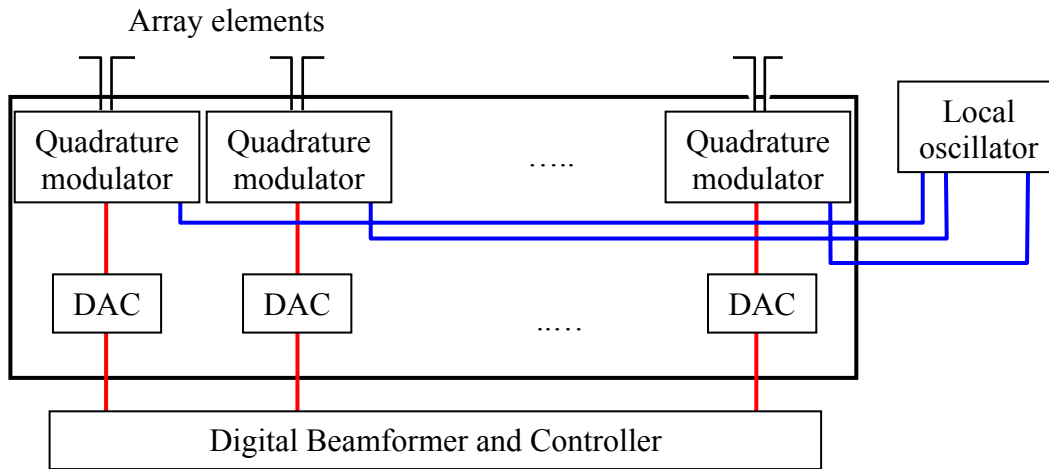 Array elements
Quadrature
modulator
Quadrature
modulator
…..
Quadrature
modulator
Local
oscillator
DAC
DAC
..…
DAC
Digital Beamformer and Controller